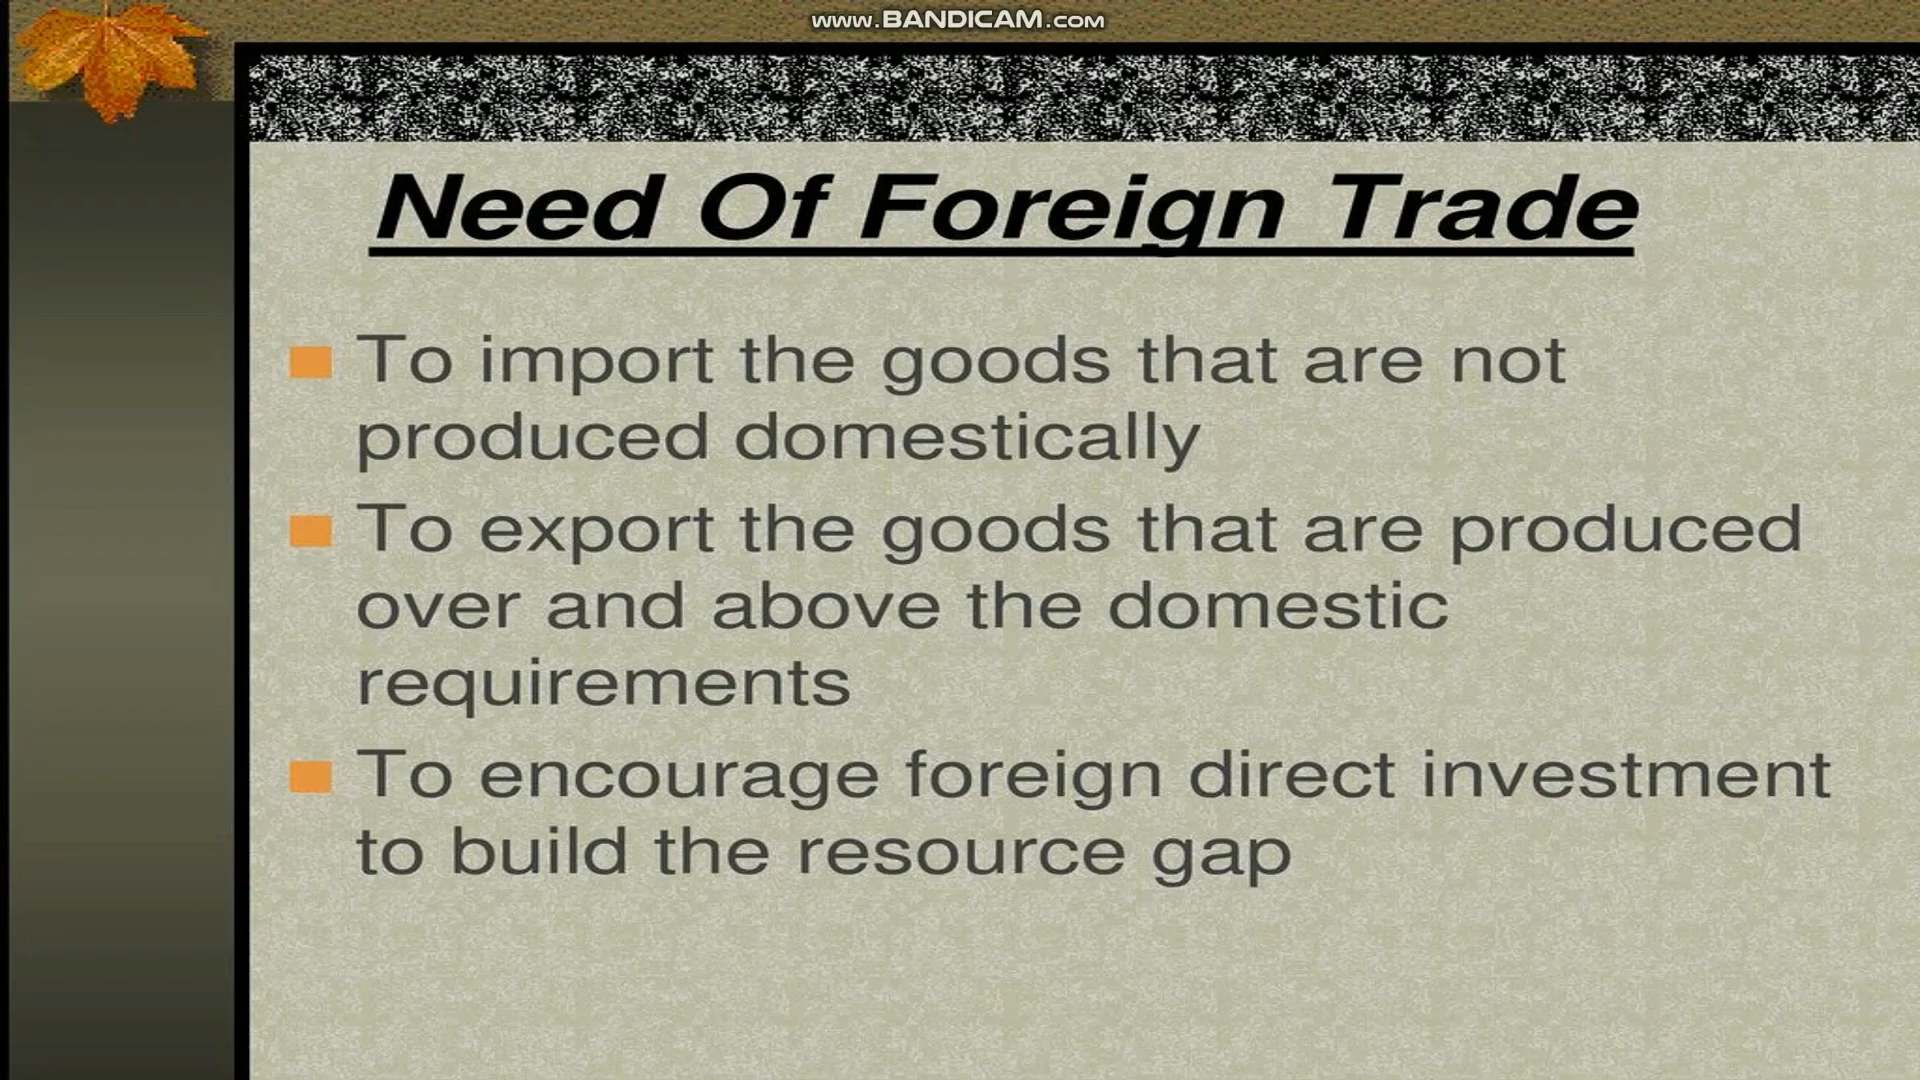 www.BANDICAM.com
Need Of Foreign Trade
To import the goods that are not
produced domestically
To export the goods that are produced
over and above the domestic
requirements
To encourage foreign direct investment
to build the resource gap